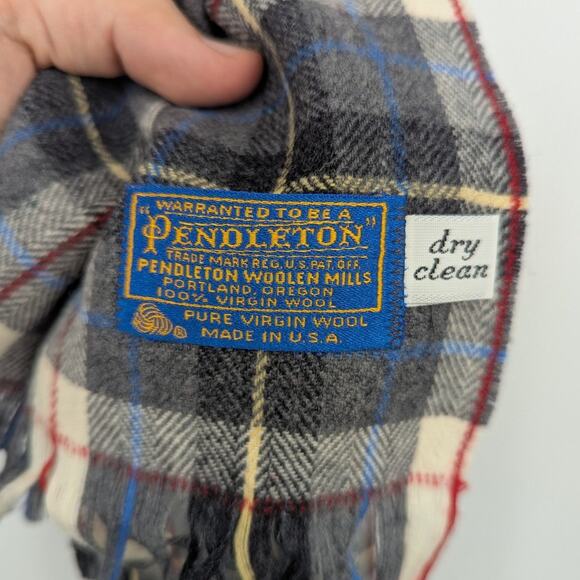 WARRANTED TO BE A
"PENDLETON"
TRADE MARK REG. U.S. PAT. OFF.
PENDLETON WOOLEN MILLS
PORTLAND, OREGON
100% VIRGIN WOOL
PURE VIRGIN WOOL
MADE IN U.S.A.
dry
clean